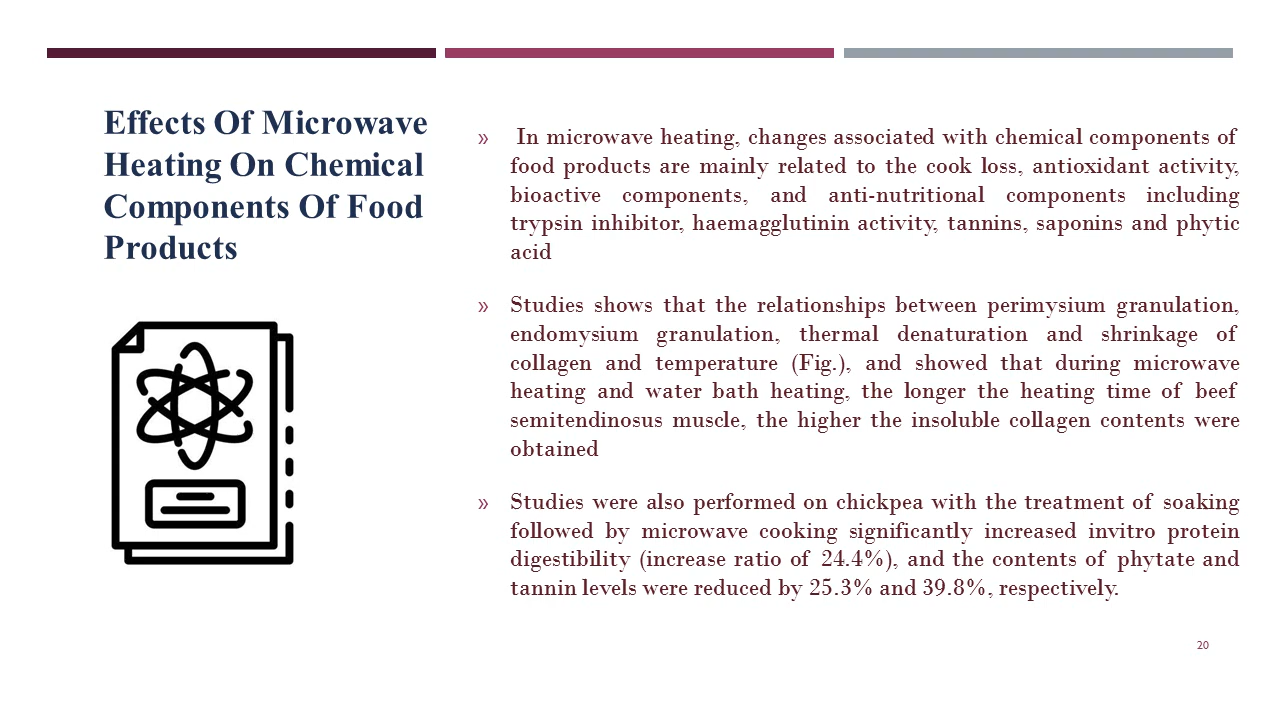 Effects Of Microwave
Heating On Chemical
Components Of Food
Products
» In microwave heating, changes associated with chemical components of
food products are mainly related to the cook loss, antioxidant activity,
bioactive components, and anti-nutritional components including
trypsin inhibitor, haemagglutinin activity, tannins, saponins and phytic
acid
» Studies shows that the relationships between perimysium granulation,
endomysium granulation, thermal denaturation and shrinkage of
collagen and temperature (Fig.), and showed that during microwave
heating and water bath heating, the longer the heating time of beef
semitendinosus muscle, the higher the insoluble collagen contents were
obtained
» Studies were also performed on chickpea with the treatment of soaking
followed by microwave cooking significantly increased invitro protein
digestibility (increase ratio of 24.4%), and the contents of phytate and
tannin levels were reduced by 25.3% and 39.8%, respectively.
20